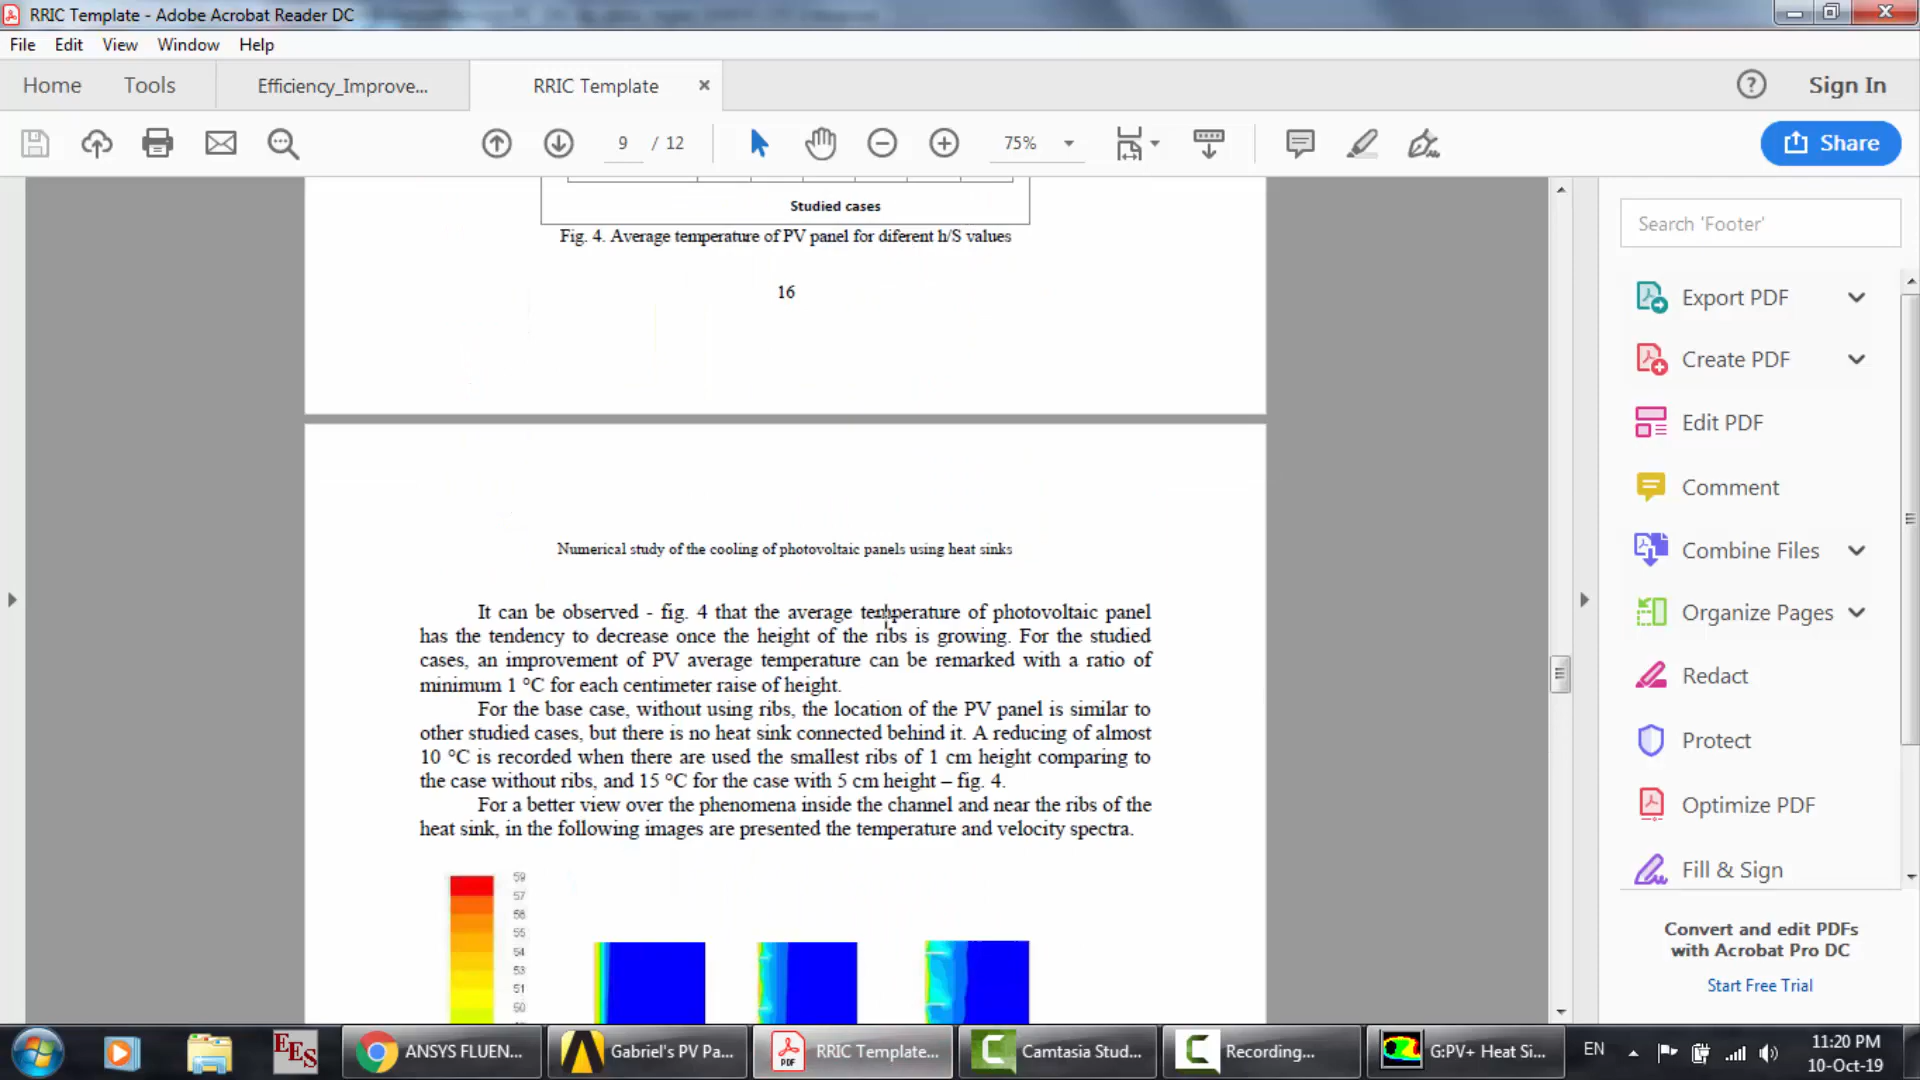 RRIC Template - Adobe Acrobat Reader DC
File Edit View Window Help
Home Tools Efficiency_Improve... RRIC Template Sign In
9 / 12 75% Share
Studied cases
Fig. 4. Average temperature of PV panel for diferent h/S values
16
Numerical study of the cooling of photovoltaic panels using heat sinks
It can be observed - fig. 4 that the average temperature of photovoltaic panel
has the tendency to decrease once the height of the ribs is growing. For the studied
cases, an improvement of PV average temperature can be remarked with a ratio of
minimum 1 °C for each centimeter raise of height.
For the base case, without using ribs, the location of the PV panel is similar to
other studied cases, but there is no heat sink connected behind it. A reducing of almost
10 °C is recorded when there are used the smallest ribs of 1 cm height comparing to
the case without ribs, and 15 °C for the case with 5 cm height – fig. 4.
For a better view over the phenomena inside the channel and near the ribs of the
heat sink, in the following images are presented the temperature and velocity spectra.
59
57
56
55
54
53
51
50
Search 'Footer'
Export PDF
Create PDF
Edit PDF
Comment
Combine Files
Organize Pages
Redact
Protect
Optimize PDF
Fill & Sign
Convert and edit PDFs
with Acrobat Pro DC
Start Free Trial
EES ANSYS FLUEN... Gabriel's PV Pa... PDF RRIC Template... Camtasia Stud... Recording... G:PV+ Heat Si... EN 11:20 PM
10-Oct-19